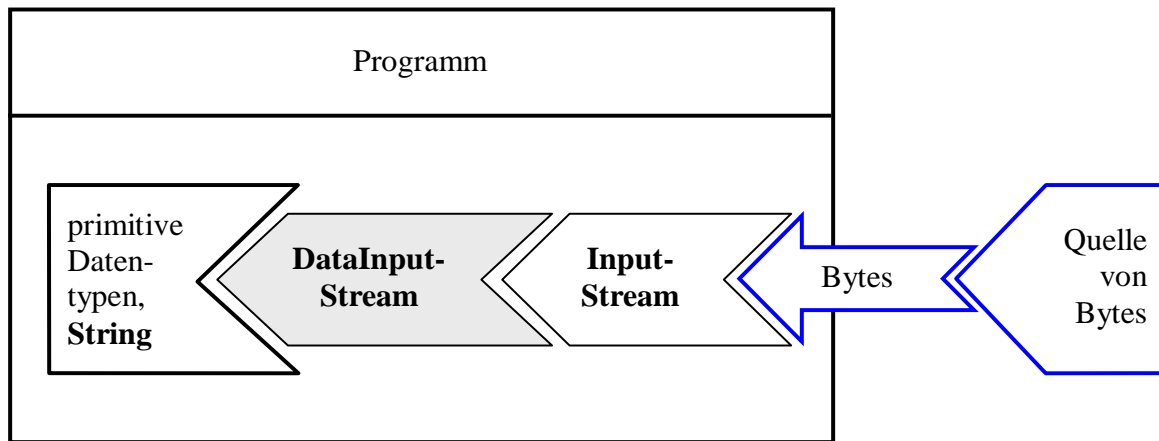 Programm
primitive
Daten-
typen,
String
DataInput-
Stream
Input-
Stream
Bytes
Quelle
von
Bytes